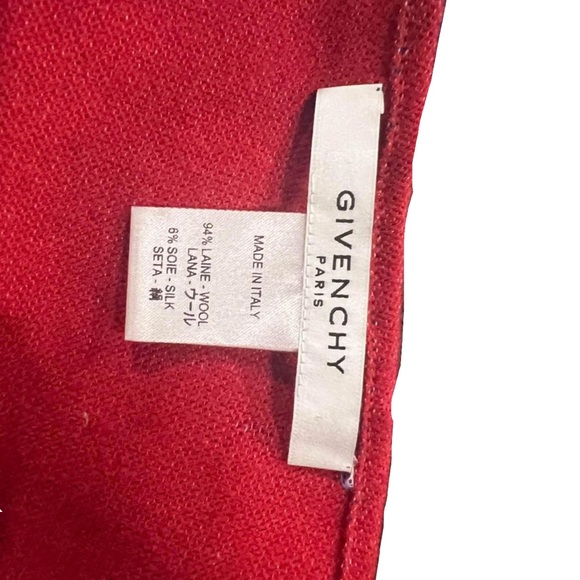 GIVENCHY
PARIS
MADE IN ITALY
94% LAINE - WOOL
LANA - ウール
6% SOIE - SILK
SETA - 絹